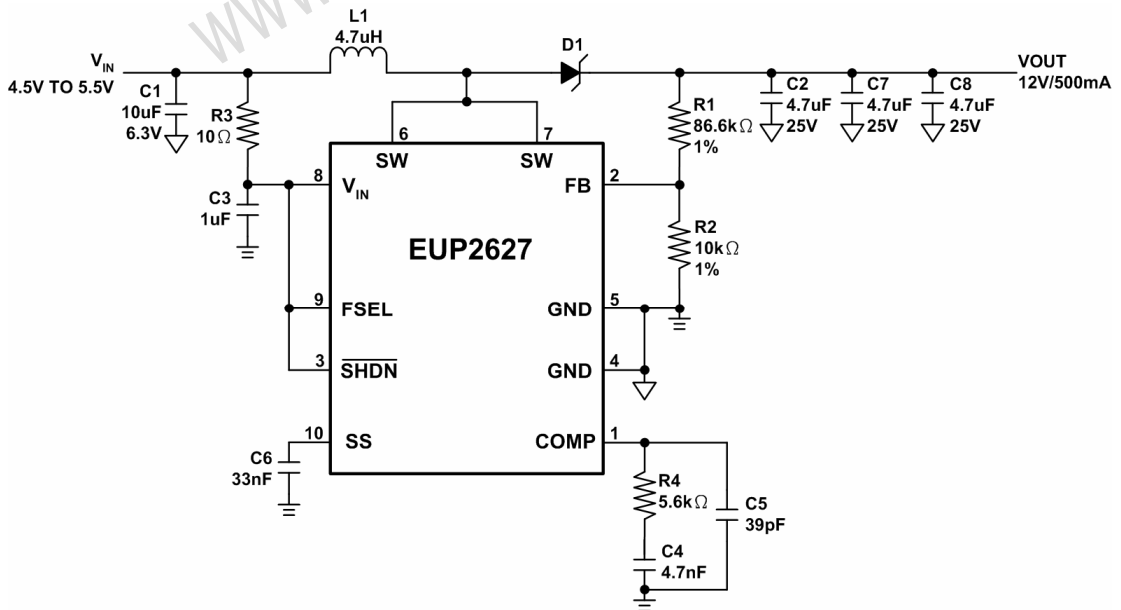 WWW.
L1
4.7uH
D1
VIN
4.5V TO 5.5V
VOUT
12V/500mA
C1
10uF
6.3V
R3
10Ω
C2
4.7uF
25V
C7
4.7uF
25V
C8
4.7uF
25V
R1
86.6kΩ
1%
6
7
SW
SW
8
VIN
FB
2
C3
1uF
R2
10kΩ
1%
EUP2627
9
FSEL
GND
5
3
SHDN
GND
4
10
SS
COMP
1
C6
33nF
R4
5.6kΩ
C5
39pF
C4
4.7nF